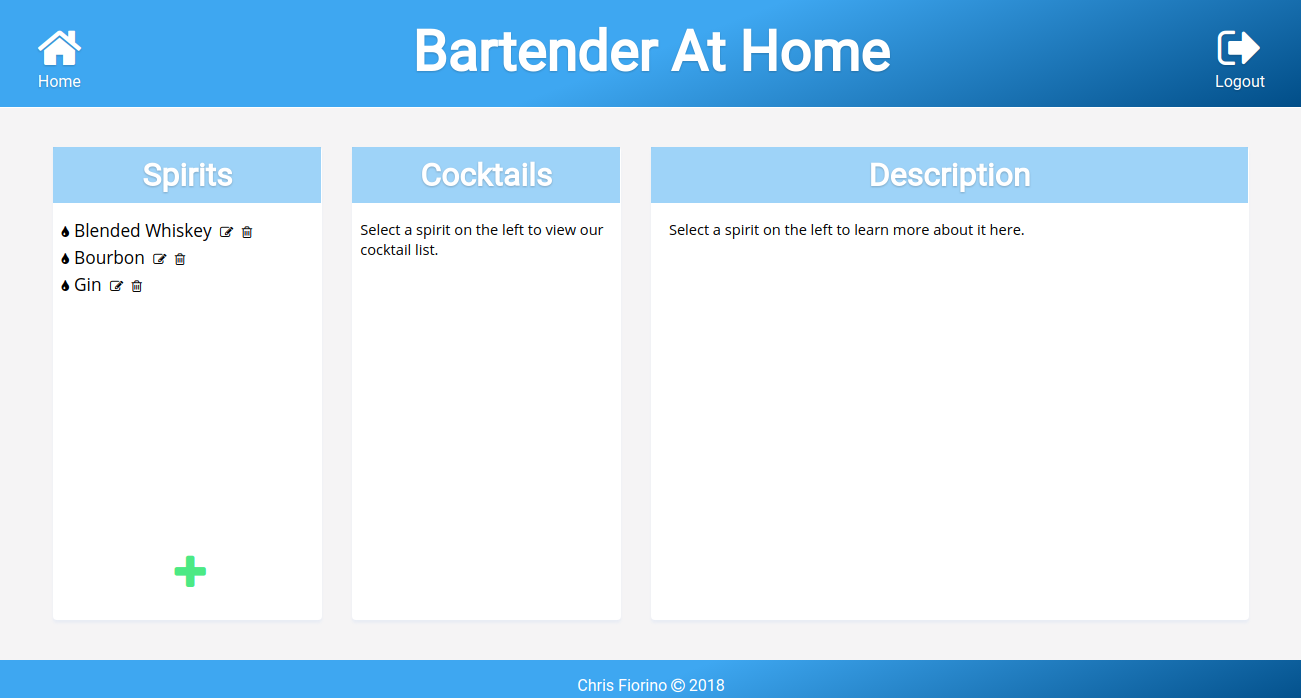 Bartender At Home
Home
Logout
Spirits
Blended Whiskey
Bourbon
Gin
Cocktails
Select a spirit on the left to view our
cocktail list.
Description
Select a spirit on the left to learn more about it here.
Chris Fiorino © 2018